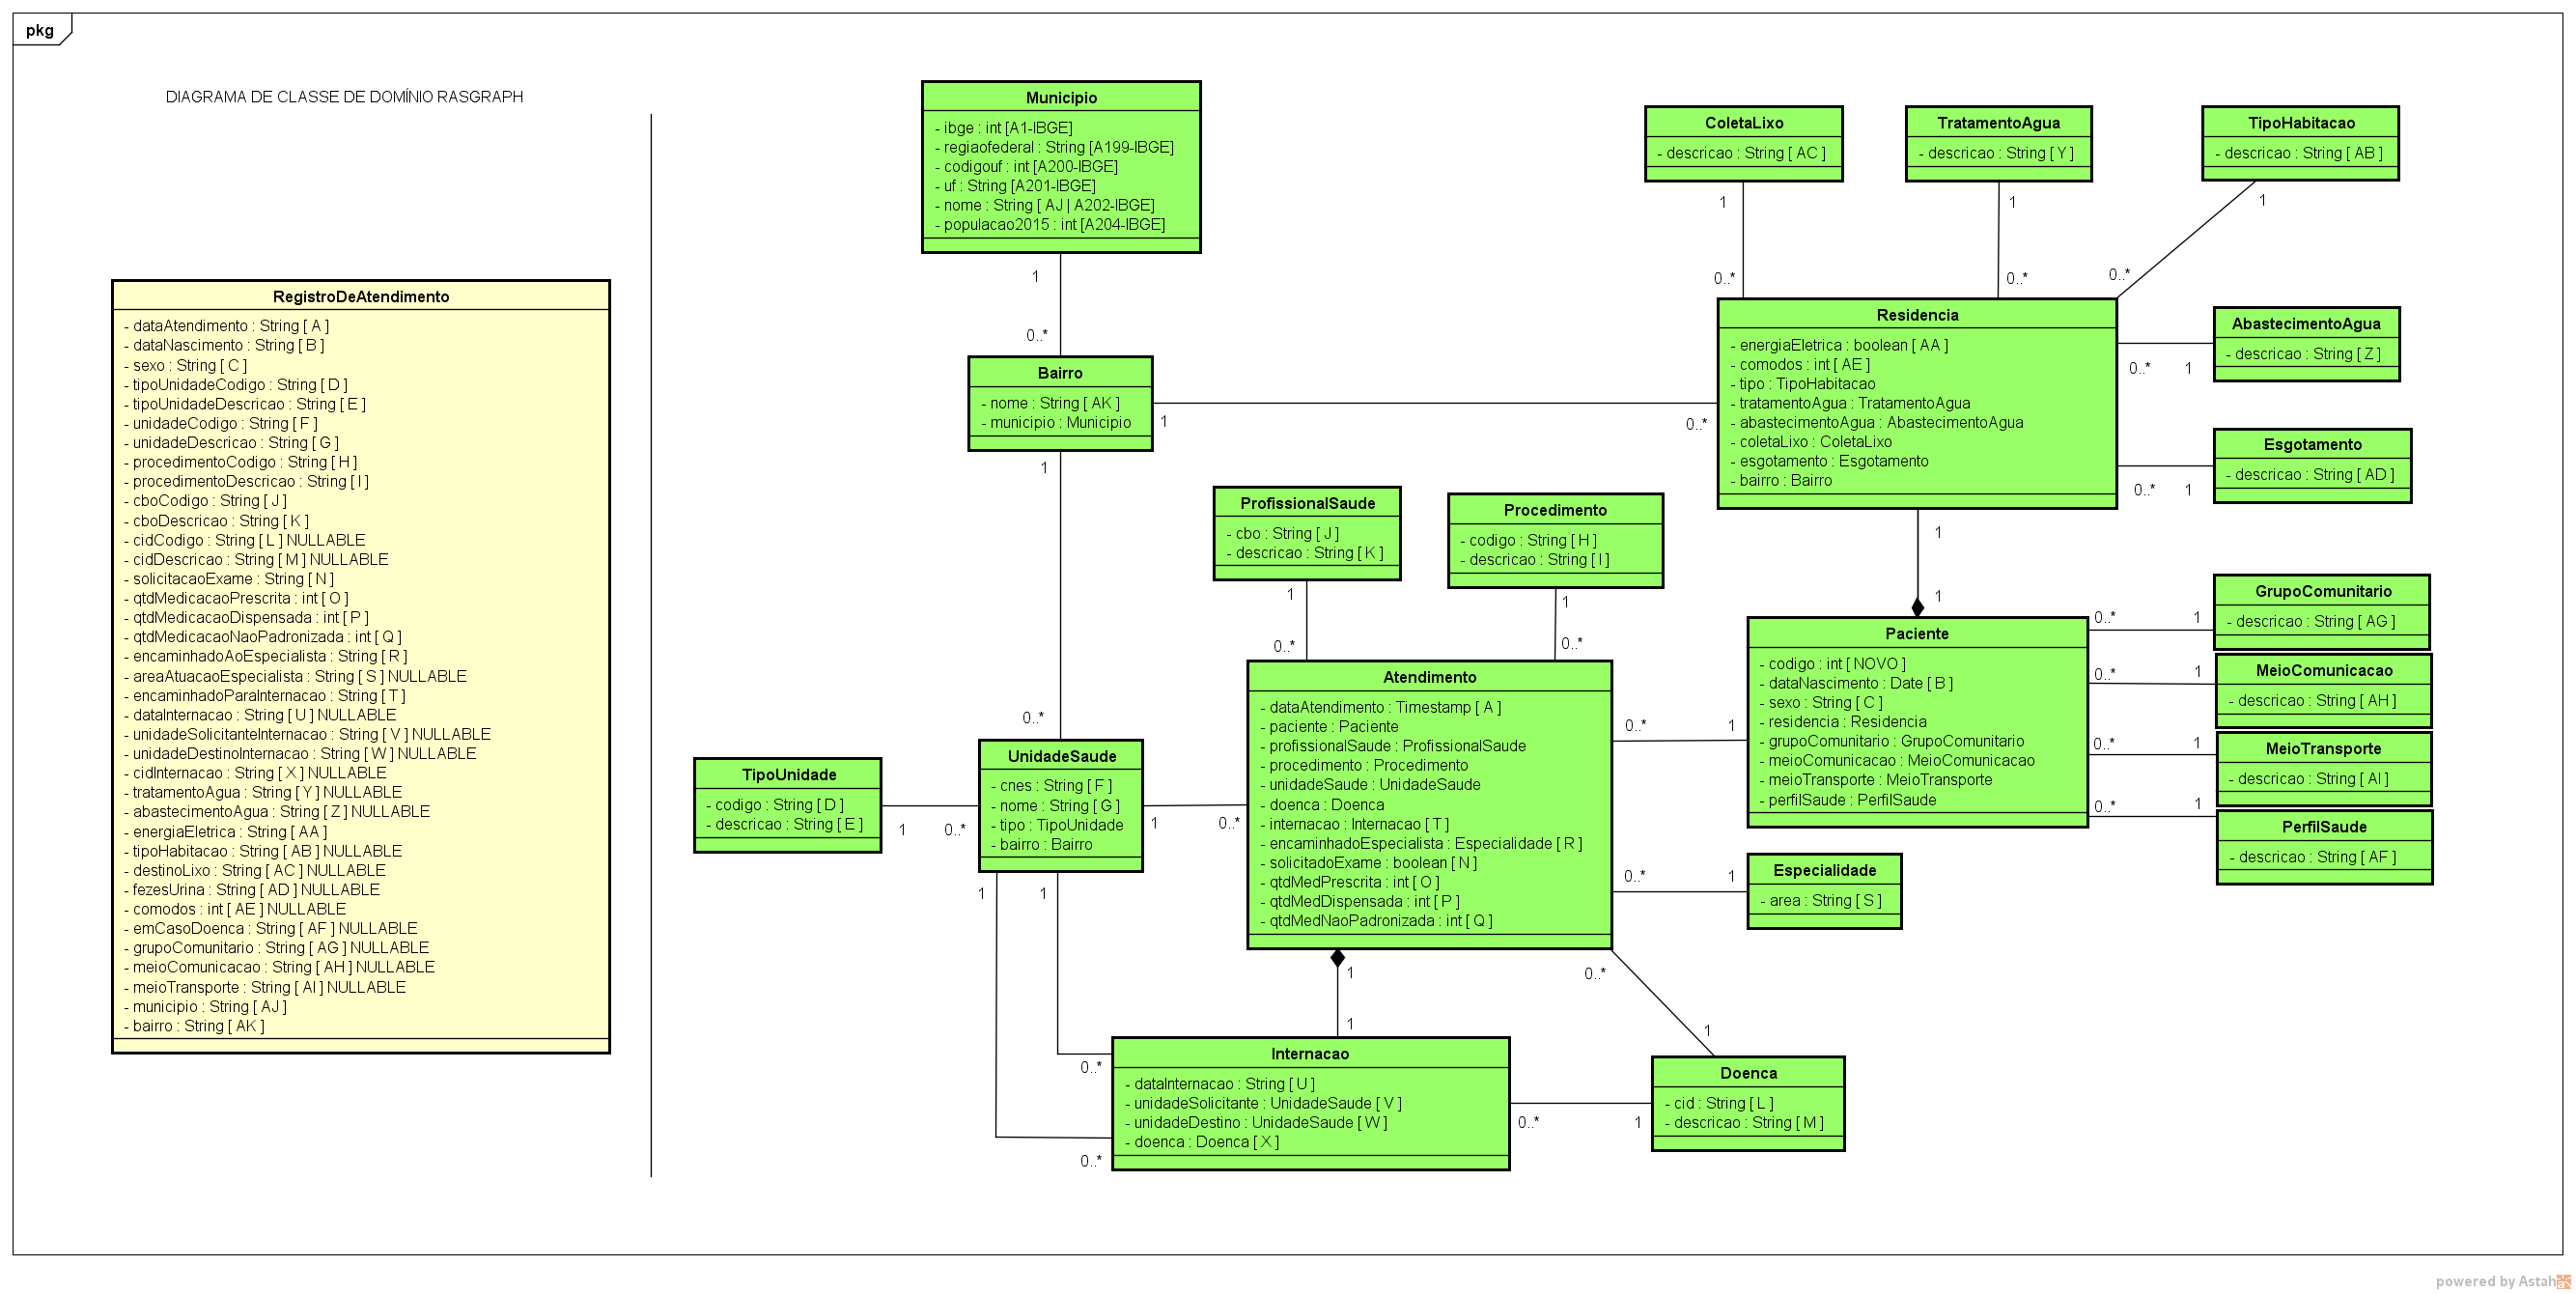 pkg
DIAGRAMA DE CLASSE DE DOMÍNIO RASGRAPH
RegistroDeAtendimento
- dataAtendimento : String [ A ]
- dataNascimento : String [ B ]
- sexo : String [ C ]
- tipoUnidadeCodigo : String [ D ]
- tipoUnidadeDescricao : String [ E ]
- unidadeCodigo : String [ F ]
- unidadeDescricao : String [ G ]
- procedimentoCodigo : String [ H ]
- procedimentoDescricao : String [ I ]
- cboCodigo : String [ J ]
- cboDescricao : String [ K ]
- cidCodigo : String [ L ] NULLABLE
- cidDescricao : String [ M ] NULLABLE
- solicitacaoExame : String [ N ]
- qtdMedicacaoPrescrita : int [ O ]
- qtdMedicacaoDispensada : int [ P ]
- qtdMedicacaoNaoPadronizada : int [ Q ]
- encaminhadoAoEspecialista : String [ R ]
- areaAtuacaoEspecialista : String [ S ] NULLABLE
- encaminhadoParaInternacao : String [ T ]
- dataInternacao : String [ U ] NULLABLE
- unidadeSolicitanteInternacao : String [ V ] NULLABLE
- unidadeDestinoInternacao : String [ W ] NULLABLE
- cidInternacao : String [ X ] NULLABLE
- tratamentoAgua : String [ Y ] NULLABLE
- abastecimentoAgua : String [ Z ] NULLABLE
- energiaEletrica : String [ AA ]
- tipoHabitacao : String [ AB ] NULLABLE
- destinoLixo : String [ AC ] NULLABLE
- fezesUrina : String [ AD ] NULLABLE
- comodos : int [ AE ] NULLABLE
- emCasoDoenca : String [ AF ] NULLABLE
- grupoComunitario : String [ AG ] NULLABLE
- meioComunicacao : String [ AH ] NULLABLE
- meioTransporte : String [ AI ] NULLABLE
- municipio : String [ AJ ]
- bairro : String [ AK ]
Municipio
- ibge : int [A1-IBGE]
- regiaofederal : String [A199-IBGE]
- codigouf : int [A200-IBGE]
- uf : String [A201-IBGE]
- nome : String [ AJ | A202-IBGE]
- populacao2015 : int [A204-IBGE]
1
0..*
Bairro
- nome : String [ AK ]
- municipio : Municipio
1
0..*
1
0..*
ColetaLixo
- descricao : String [ AC ]
1
0..*
TratamentoAgua
- descricao : String [ Y ]
1
0..*
TipoHabitacao
- descricao : String [ AB ]
1
0..*
Residencia
- energiaEletrica : boolean [ AA ]
- comodos : int [ AE ]
- tipo : TipoHabitacao
- tratamentoAgua : TratamentoAgua
- abastecimentoAgua : AbastecimentoAgua
- coletaLixo : ColetaLixo
- esgotamento : Esgotamento
- bairro : Bairro
AbastecimentoAgua
- descricao : String [ Z ]
0..*
1
Esgotamento
- descricao : String [ AD ]
0..*
1
1
1
ProfissionalSaude
- cbo : String [ J ]
- descricao : String [ K ]
1
0..*
Procedimento
- codigo : String [ H ]
- descricao : String [ I ]
1
0..*
Paciente
- codigo : int [ NOVO ]
- dataNascimento : Date [ B ]
- sexo : String [ C ]
- residencia : Residencia
- grupoComunitario : GrupoComunitario
- meioComunicacao : MeioComunicacao
- meioTransporte : MeioTransporte
- perfilSaude : PerfilSaude
GrupoComunitario
- descricao : String [ AG ]
0..*
1
MeioComunicacao
- descricao : String [ AH ]
0..*
1
MeioTransporte
- descricao : String [ AI ]
0..*
1
PerfilSaude
- descricao : String [ AF ]
0..*
1
Atendimento
- dataAtendimento : Timestamp [ A ]
- paciente : Paciente
- profissionalSaude : ProfissionalSaude
- procedimento : Procedimento
- unidadeSaude : UnidadeSaude
- doenca : Doenca
- internacao : Internacao [ T ]
- encaminhadoEspecialista : Especialidade [ R ]
- solicitadoExame : boolean [ N ]
- qtdMedPrescrita : int [ O ]
- qtdMedDispensada : int [ P ]
- qtdMedNaoPadronizada : int [ Q ]
0..*
1
0..*
1
Especialidade
- area : String [ S ]
TipoUnidade
- codigo : String [ D ]
- descricao : String [ E ]
1
0..*
UnidadeSaude
- cnes : String [ F ]
- nome : String [ G ]
- tipo : TipoUnidade
- bairro : Bairro
1
0..*
1
1
0..*
0..*
1
1
0..*
1
Internacao
- dataInternacao : String [ U ]
- unidadeSolicitante : UnidadeSaude [ V ]
- unidadeDestino : UnidadeSaude [ W ]
- doenca : Doenca [ X ]
0..*
1
Doenca
- cid : String [ L ]
- descricao : String [ M ]
powered by Astah